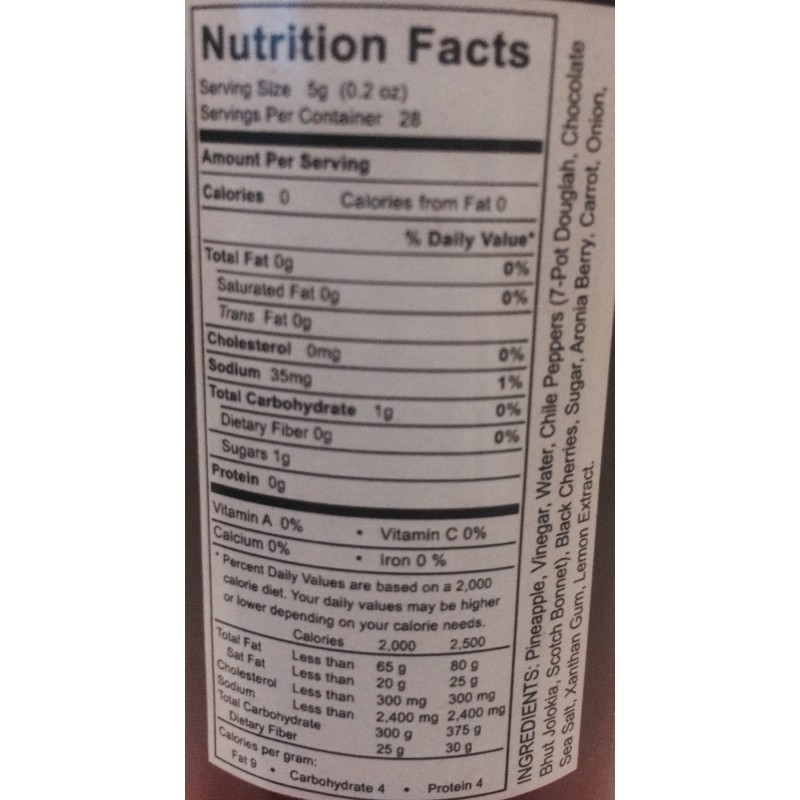 Nutrition Facts
Serving Size 5g (0.2 oz)
Servings Per Container 28
Amount Per Serving
Calories 0 Calories from Fat 0
% Daily Value*
Total Fat 0g 0%
Saturated Fat 0g 0%
Trans Fat 0g
Cholesterol 0mg 0%
Sodium 35mg 1%
Total Carbohydrate 1g 0%
Dietary Fiber 0g 0%
Sugars 1g
Protein 0g
Vitamin A 0% • Vitamin C 0%
Calcium 0% • Iron 0 %
* Percent Daily Values are based on a 2,000
calorie diet. Your daily values may be higher
or lower depending on your calorie needs.
Calories 2,000 2,500
Total Fat Less than 65 g 80 g
Sat Fat Less than 20 g 25 g
Cholesterol Less than 300 mg 300 mg
Sodium Less than 2,400 mg 2,400 mg
Total Carbohydrate 300 g 375 g
Dietary Fiber 25 g 30 g
Calories per gram:
Fat 9 • Carbohydrate 4 • Protein 4
INGREDIENTS: Pineapple, Vinegar, Water, Chile Peppers (7-Pot Douglah, Chocolate
Bhut Jolokia, Scotch Bonnet), Black Cherries, Sugar, Aronia Berry, Carrot, Onion,
Sea Salt, Xanthan Gum, Lemon Extract.